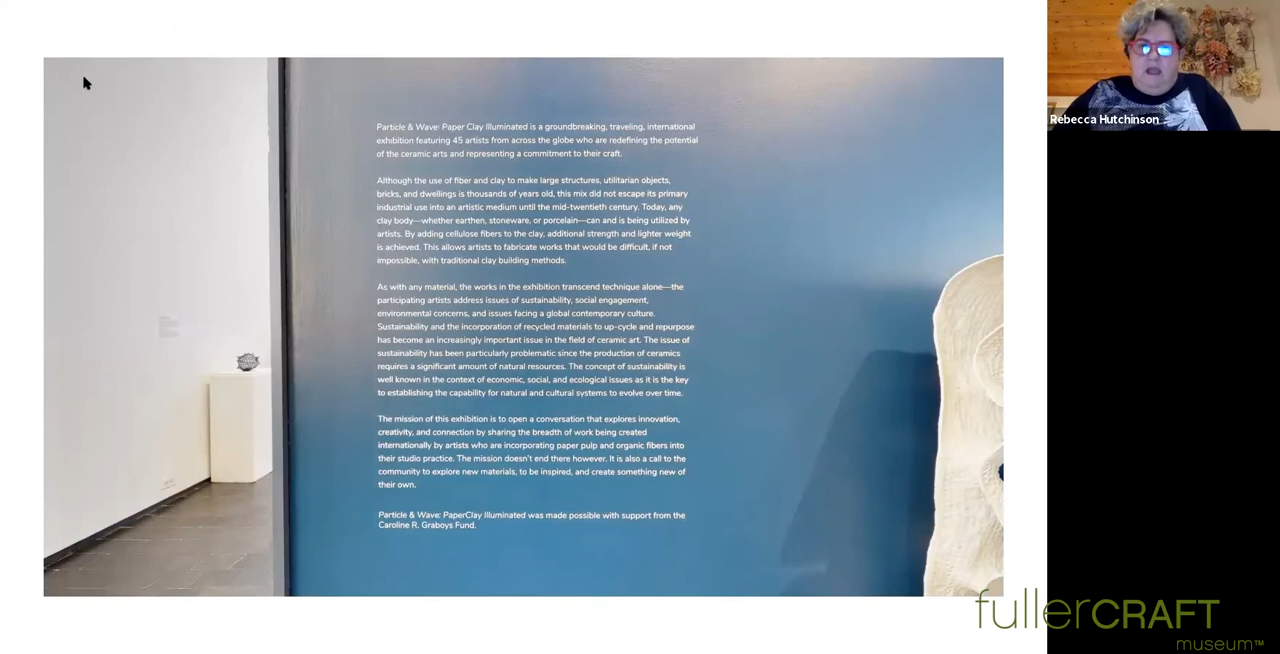 Particle & Wave: Paper Clay Illuminated is a groundbreaking, traveling, international
exhibition featuring 45 artists from across the globe who are redefining the potential
of the ceramic arts and representing a commitment to their craft.
Although the use of fiber and clay to make large structures, utilitarian objects,
bricks, and dwellings is thousands of years old, this mix did not escape its primary
industrial use into an artistic medium until the mid-twentieth century. Today, any
clay body—whether earthen, stoneware, or porcelain—can and is being utilized by
artists. By adding cellulose fibers to the clay, additional strength and lighter weight
is achieved. This allows artists to fabricate works that would be difficult, if not
impossible, with traditional clay building methods.
As with any material, the works in the exhibition transcend technique alone—the
participating artists address issues of sustainability, social engagement,
environmental concerns, and issues facing a global contemporary culture.
Sustainability and the incorporation of recycled materials to up-cycle and repurpose
has become an increasingly important issue in the field of ceramic art. The issue of
sustainability has been particularly problematic since the production of ceramics
requires a significant amount of natural resources. The concept of sustainability is
well known in the context of economic, social, and ecological issues as it is the key
to establishing the capability for natural and cultural systems to evolve over time.
The mission of this exhibition is to open a conversation that explores innovation,
creativity, and connection by sharing the breadth of work being created
internationally by artists who are incorporating paper pulp and organic fibers into
their studio practice. The mission doesn't end there however. It is also a call to the
community to explore new materials, to be inspired, and create something new of
their own.
Particle & Wave: PaperClay Illuminated was made possible with support from the
Caroline R. Graboys Fund.
Rebecca Hutchinson
fullerCRAFT
museum™